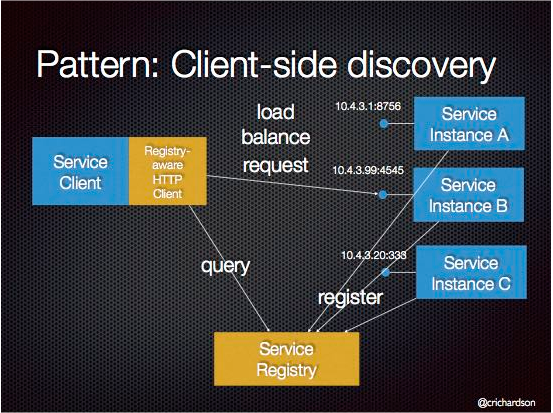 Pattern: Client-side discovery
load
balance
request
10.4.3.1:8756
Service
Instance A
Service
Client
Registry-
aware
HTTP
Client
10.4.3.99:4545
Service
Instance B
10.4.3.20:333
Service
Instance C
query
register
Service
Registry
@crichardson